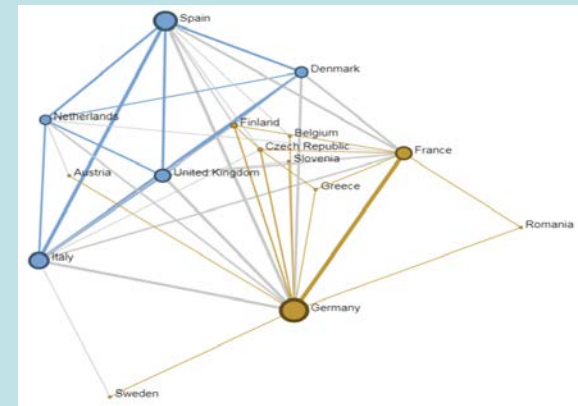 Spain
Denmark
Netherlands
Finland
Belgium
Czech Republic
France
Slovenia
Austria
United Kingdom
Greece
Romania
Italy
Germany
Sweden